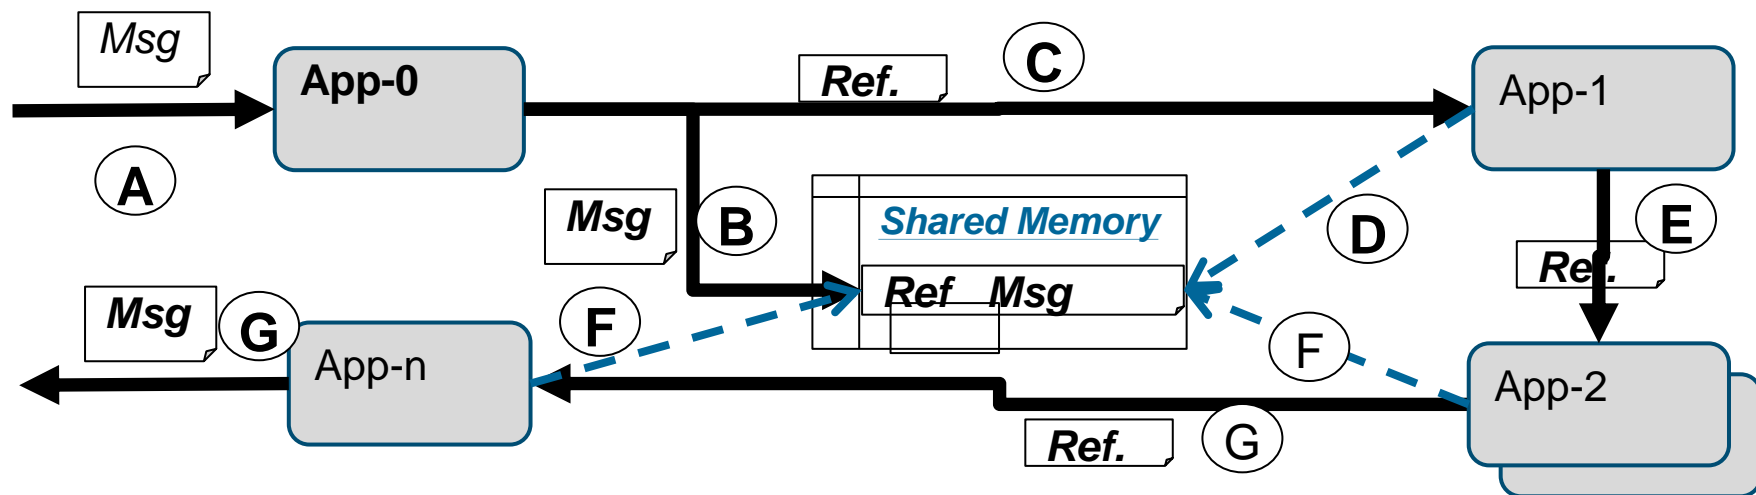 Msg
App-0
Ref.
C
App-1
A
Msg
B
Shared Memory
D
E
Ref.
Ref Msg
Msg
G
App-n
F
F
App-2
Ref.
G